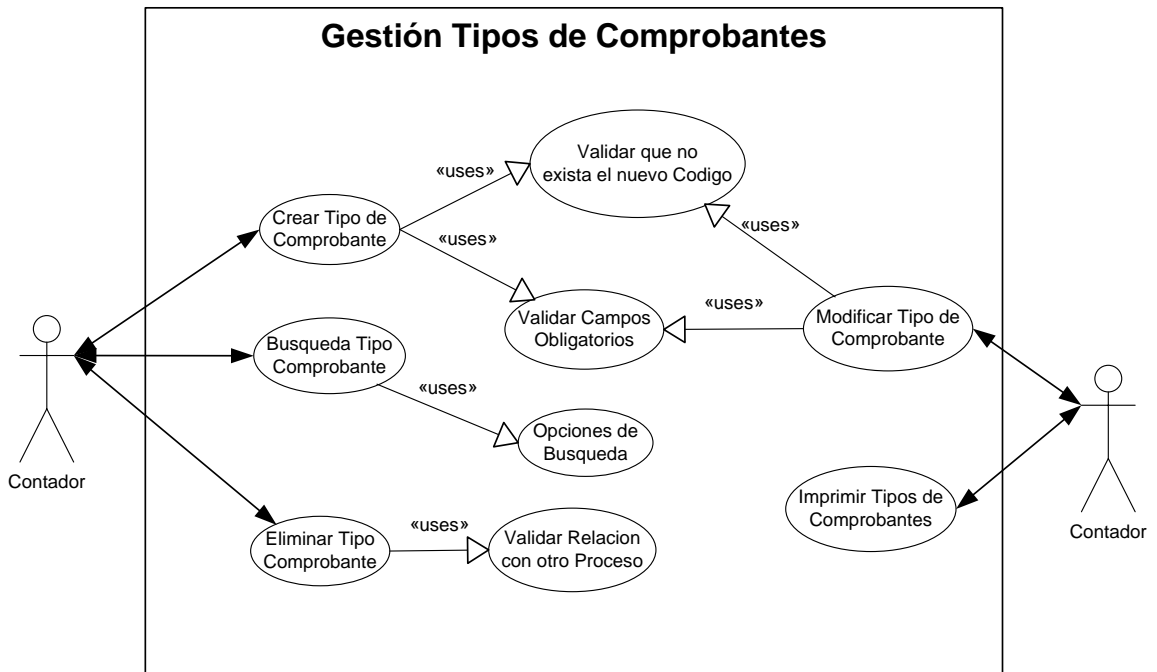 Gestión Tipos de Comprobantes
Validar que no
exista el nuevo Codigo
«uses»
Crear Tipo de
Comprobante
«uses»
«uses»
«uses»
Validar Campos
Obligatorios
Modificar Tipo de
Comprobante
Busqueda Tipo
Comprobante
«uses»
Opciones de
Busqueda
Contador
Imprimir Tipos de
Comprobantes
Contador
Eliminar Tipo
Comprobante
«uses»
Validar Relacion
con otro Proceso